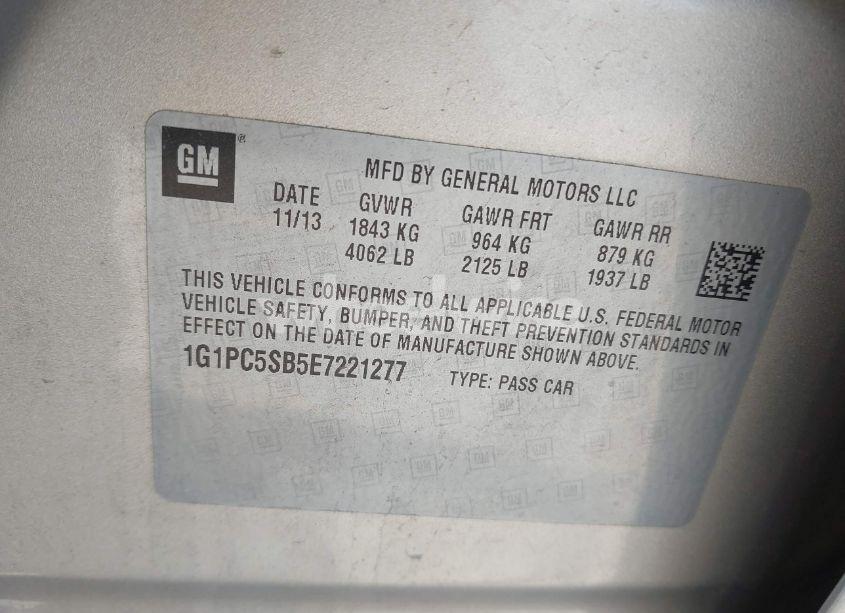 GM ®
MFD BY GENERAL MOTORS LLC
DATE GVWR GAWR FRT GAWR RR
11/13 1843 KG 964 KG 879 KG
4062 LB 2125 LB 1937 LB
THIS VEHICLE CONFORMS TO ALL APPLICABLE U.S. FEDERAL MOTOR
VEHICLE SAFETY, BUMPER, AND THEFT PREVENTION STANDARDS IN
EFFECT ON THE DATE OF MANUFACTURE SHOWN ABOVE.
1G1PC5SB5E7221277 TYPE: PASS CAR